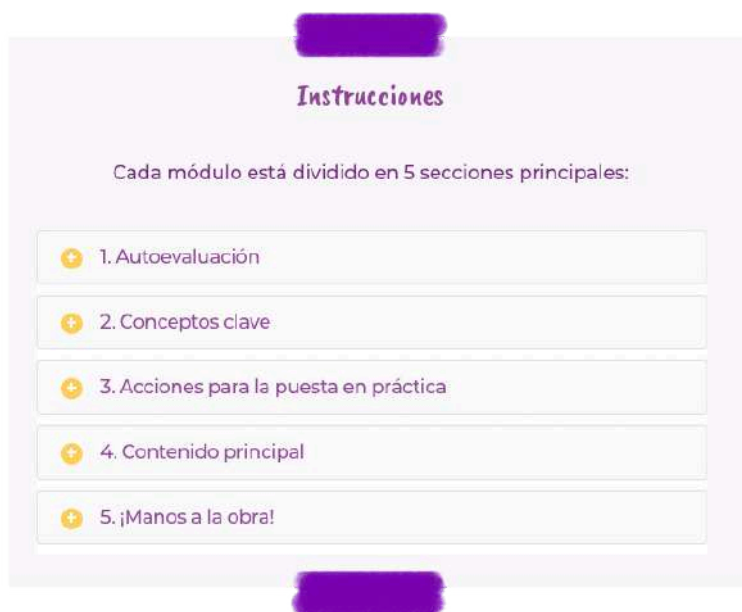 Instrucciones
Cada módulo está dividido en 5 secciones principales:
1. Autoevaluación
2. Conceptos clave
3. Acciones para la puesta en práctica
4. Contenido principal
5. ¡Manos a la obra!